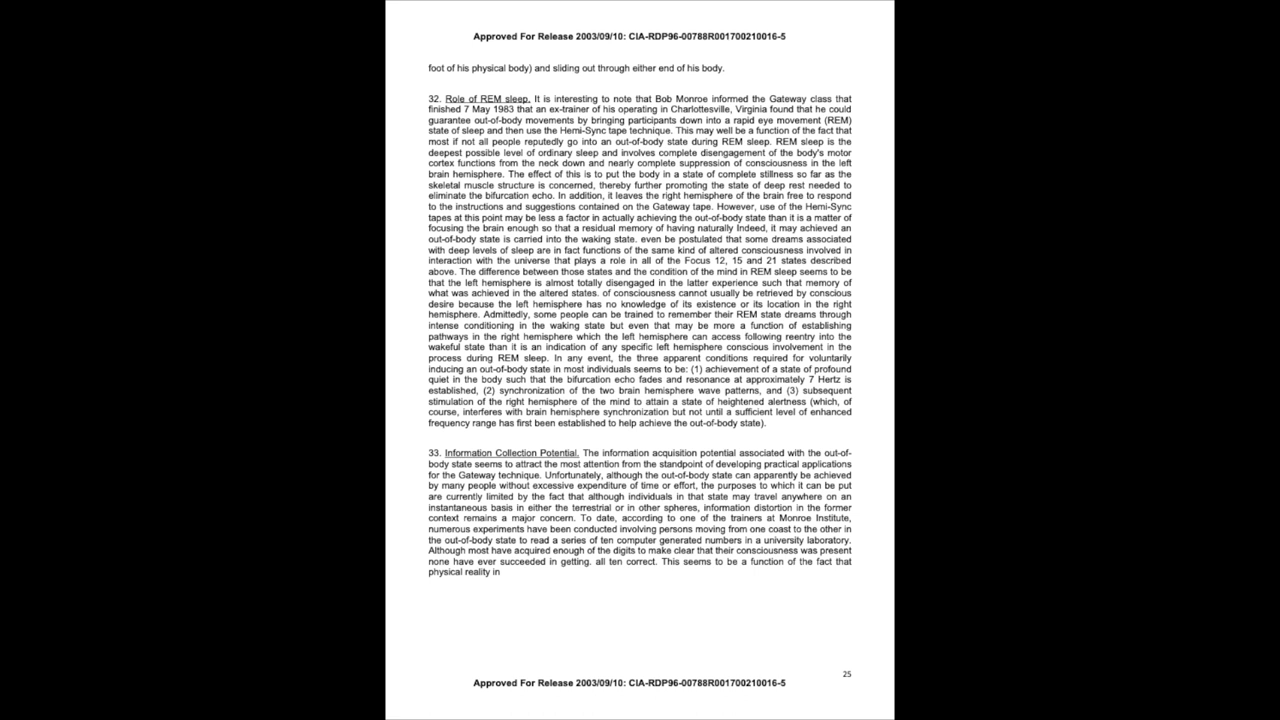 Approved For Release 2003/09/10: CIA-RDP96-00788R001700210016-5
foot of his physical body) and sliding out through either end of his body.
32. Role of REM sleep. It is interesting to note that Bob Monroe informed the Gateway class that
finished 7 May 1983 that an ex-trainer of his operating in Charlottesville, Virginia found that he could
guarantee out-of-body movements by bringing participants down into a rapid eye movement (REM)
state of sleep and then use the Hemi-Sync tape technique. This may well be a function of the fact that
most if not all people reputedly go into an out-of-body state during REM sleep. REM sleep is the
deepest possible level of ordinary sleep and involves complete disengagement of the body's motor
cortex functions from the neck down and nearly complete suppression of consciousness in the left
brain hemisphere. The effect of this is to put the body in a state of complete stillness so far as the
skeletal muscle structure is concerned, thereby further promoting the state of deep rest needed to
eliminate the bifurcation echo. In addition, it leaves the right hemisphere of the brain free to respond
to the instructions and suggestions contained on the Gateway tape. However, use of the Hemi-Sync
tapes at this point may be less a factor in actually achieving the out-of-body state than it is a matter of
focusing the brain enough so that a residual memory of having naturally Indeed, it may achieved an
out-of-body state is carried into the waking state. even be postulated that some dreams associated
with deep levels of sleep are in fact functions of the same kind of altered consciousness involved in
interaction with the universe that plays a role in all of the Focus 12, 15 and 21 states described
above. The difference between those states and the condition of the mind in REM sleep seems to be
that the left hemisphere is almost totally disengaged in the latter experience such that memory of
what was achieved in the altered states. of consciousness cannot usually be retrieved by conscious
desire because the left hemisphere has no knowledge of its existence or its location in the right
hemisphere. Admittedly, some people can be trained to remember their REM state dreams through
intense conditioning in the waking state but even that may be more a function of establishing
pathways in the right hemisphere which the left hemisphere can access following reentry into the
wakeful state than it is an indication of any specific left hemisphere conscious involvement in the
process during REM sleep. In any event, the three apparent conditions required for voluntarily
inducing an out-of-body state in most individuals seems to be: (1) achievement of a state of profound
quiet in the body such that the bifurcation echo fades and resonance at approximately 7 Hertz is
established, (2) synchronization of the two brain hemisphere wave patterns, and (3) subsequent
stimulation of the right hemisphere of the mind to attain a state of heightened alertness (which, of
course, interferes with brain hemisphere synchronization but not until a sufficient level of enhanced
frequency range has first been established to help achieve the out-of-body state).
33. Information Collection Potential. The information acquisition potential associated with the out-of-
body state seems to attract the most attention from the standpoint of developing practical applications
for the Gateway technique. Unfortunately, although the out-of-body state can apparently be achieved
by many people without excessive expenditure of time or effort, the purposes to which it can be put
are currently limited by the fact that although individuals in that state may travel anywhere on an
instantaneous basis in either the terrestrial or in other spheres, information distortion in the former
context remains a major concern. To date, according to one of the trainers at Monroe Institute,
numerous experiments have been conducted involving persons moving from one coast to the other in
the out-of-body state to read a series of ten computer generated numbers in a university laboratory.
Although most have acquired enough of the digits to make clear that their consciousness was present
none have ever succeeded in getting. all ten correct. This seems to be a function of the fact that
physical reality in
25
Approved For Release 2003/09/10: CIA-RDP96-00788R001700210016-5